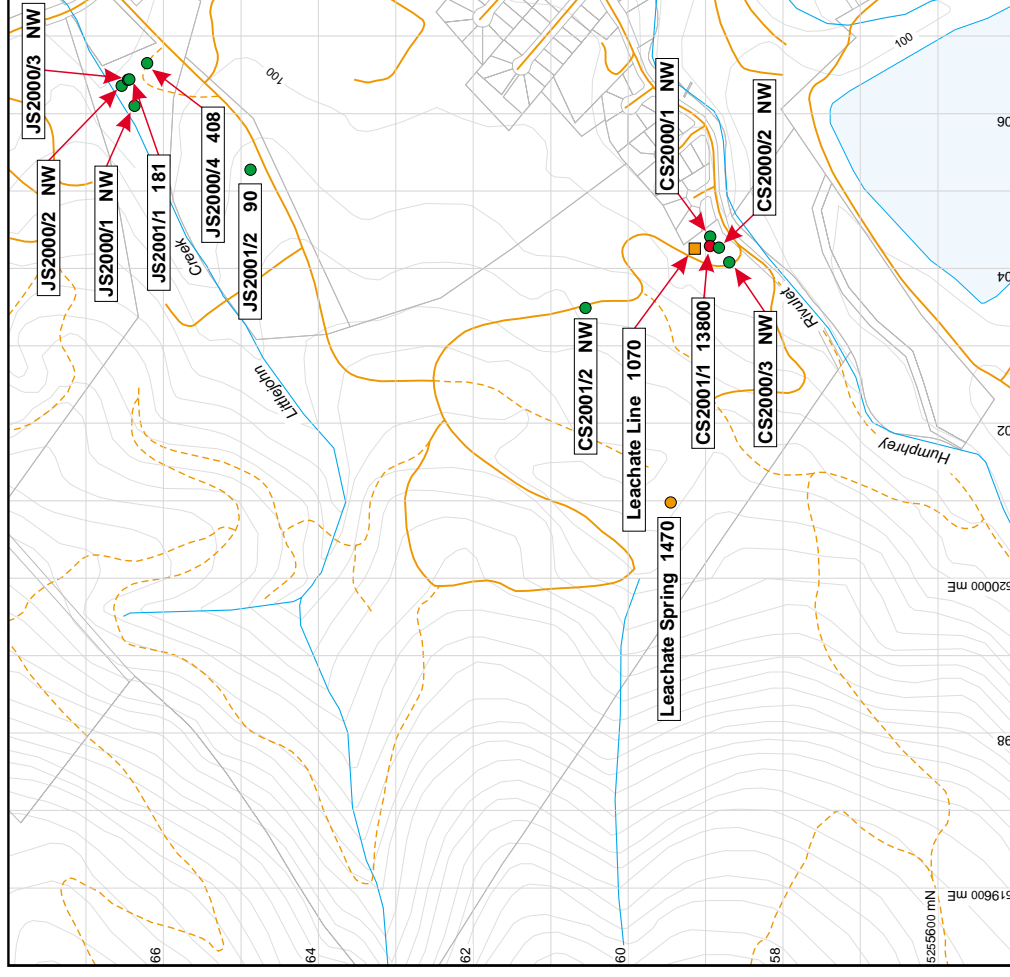 JS2000/3 NW
JS2000/2 NW
JS2000/1 NW
JS2001/1 181
JS2000/4 408
JS2001/2 90
100
Creek
Littlejohn
66
64
62
60
58
CS2000/1 NW
CS2000/2 NW
CS2001/2 NW
Leachate Line 1070
CS2001/1 13800
CS2000/3 NW
Leachate Spring 1470
Rivulet
Humphrey
100
06
04
02
520000 mE
98
519600 mE
5255600 mN